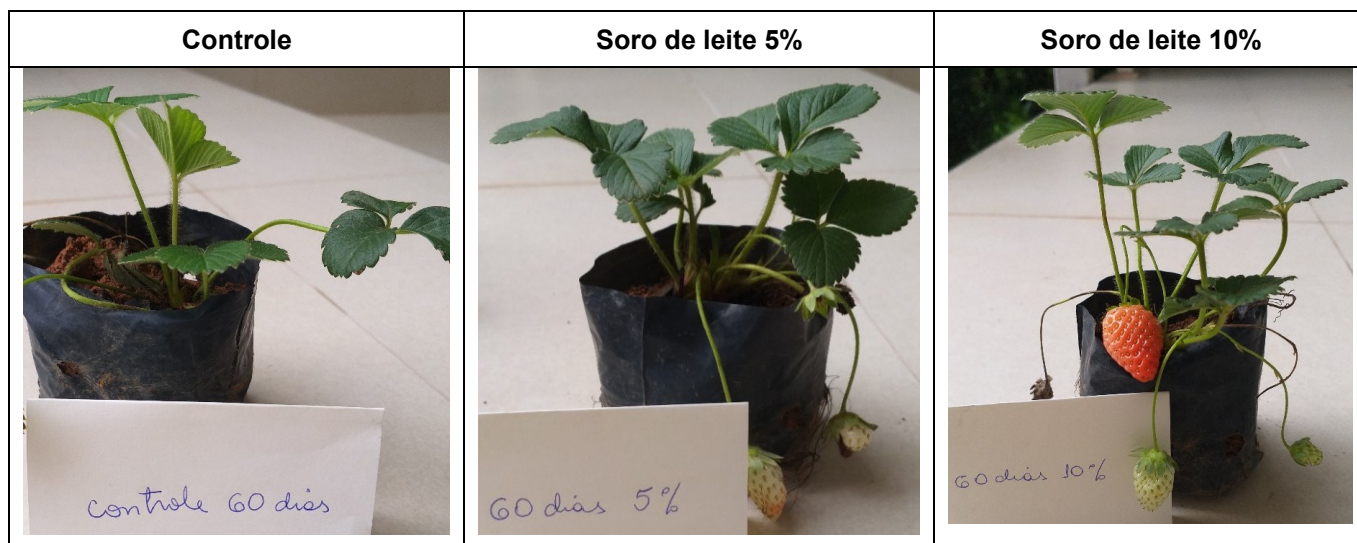 Controle
Soro de leite 5%
Soro de leite 10%
controle 60 dias
60 dias 5%
60 dias 10%